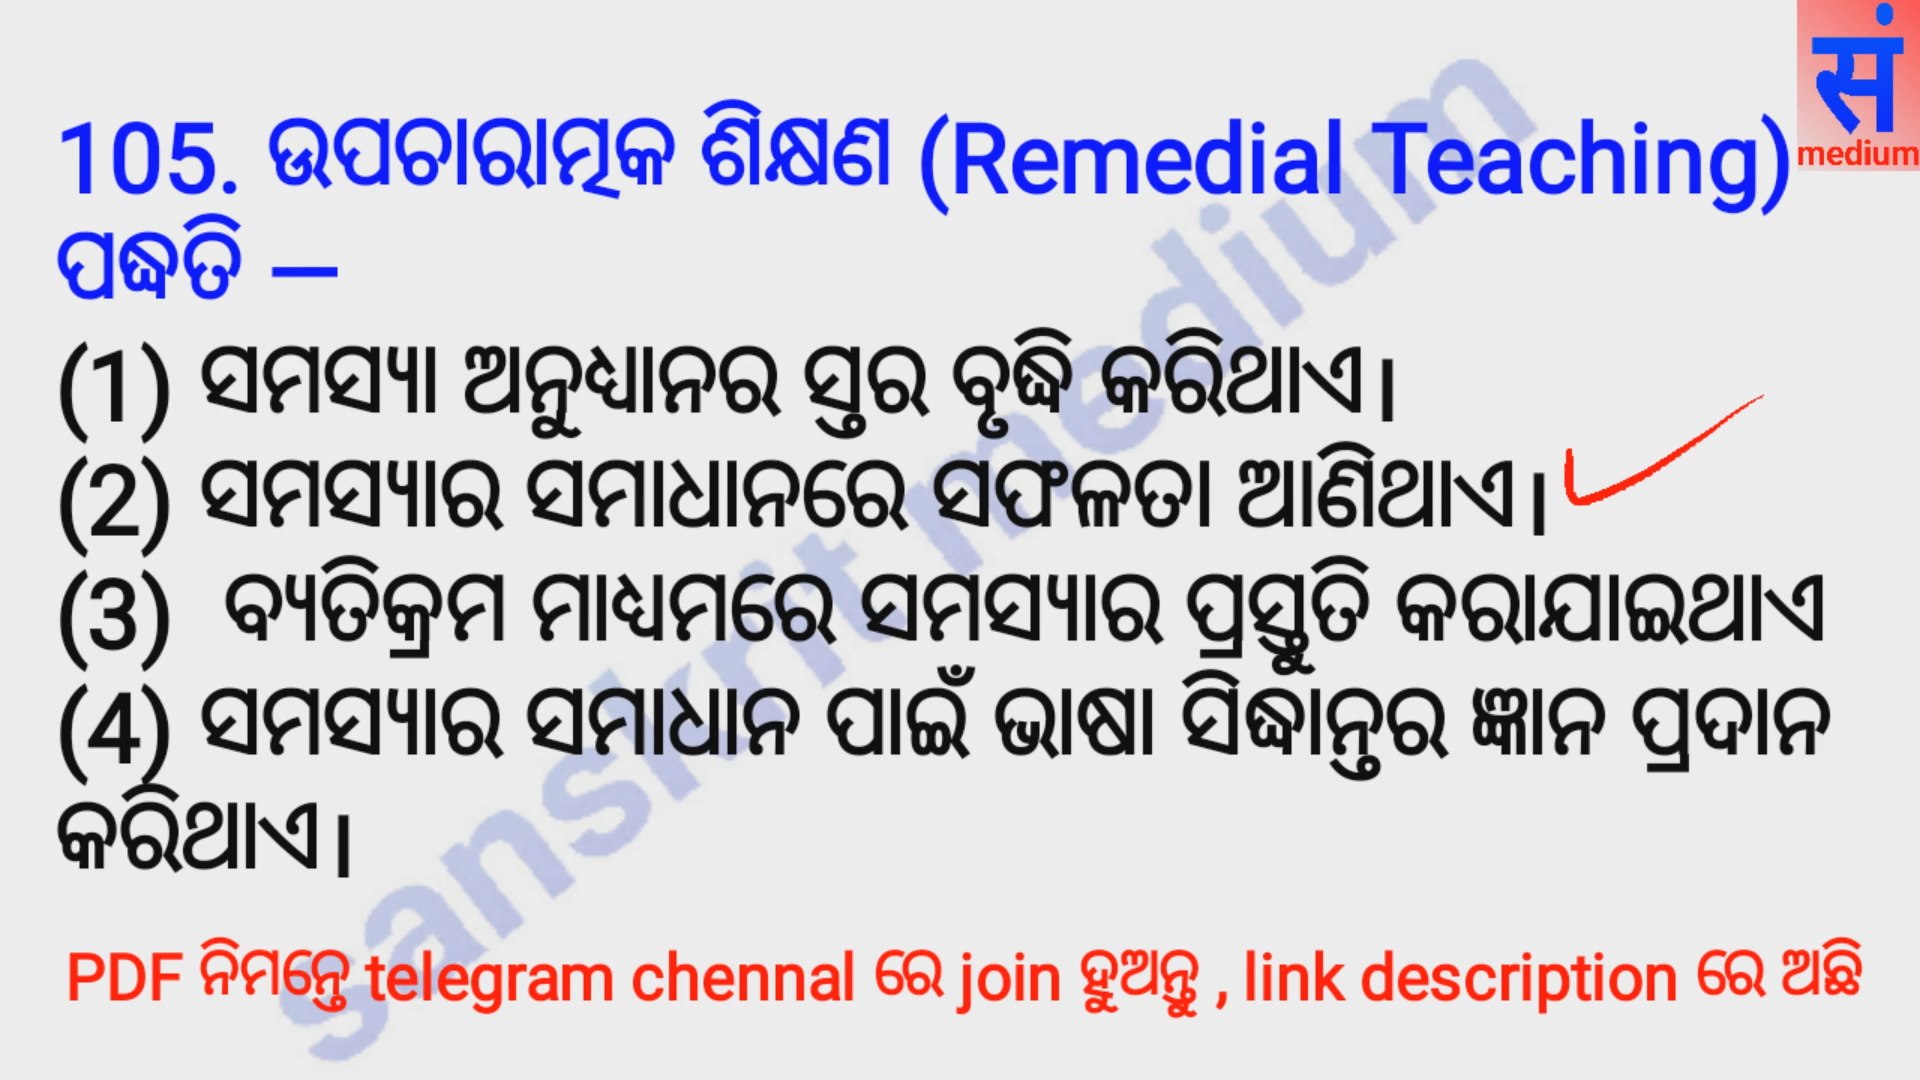 सं
medium
105. ଉପଚାରାତ୍ମକ ଶିକ୍ଷଣ (Remedial Teaching)
ପଦ୍ଧତି —
(1) ସମସ୍ୟା ଅନୁଧ୍ୟାନର ସ୍ତର ବୃଦ୍ଧି କରିଥାଏ|
(2) ସମସ୍ୟାର ସମାଧାନରେ ସଫଳତା ଆଣିଥାଏ|
(3) ବ୍ୟତିକ୍ରମ ମାଧ୍ୟମରେ ସମସ୍ୟାର ପ୍ରସ୍ତୁତି କରାଯାଇଥାଏ
(4) ସମସ୍ୟାର ସମାଧାନ ପାଇଁ ଭାଷା ସିଦ୍ଧାନ୍ତର ଜ୍ଞାନ ପ୍ରଦାନ
କରିଥାଏ|
sanskrit medium
PDF ନିମନ୍ତେ telegram chennal ରେ join ହୁଅନ୍ତୁ , link description ରେ ଅଛି